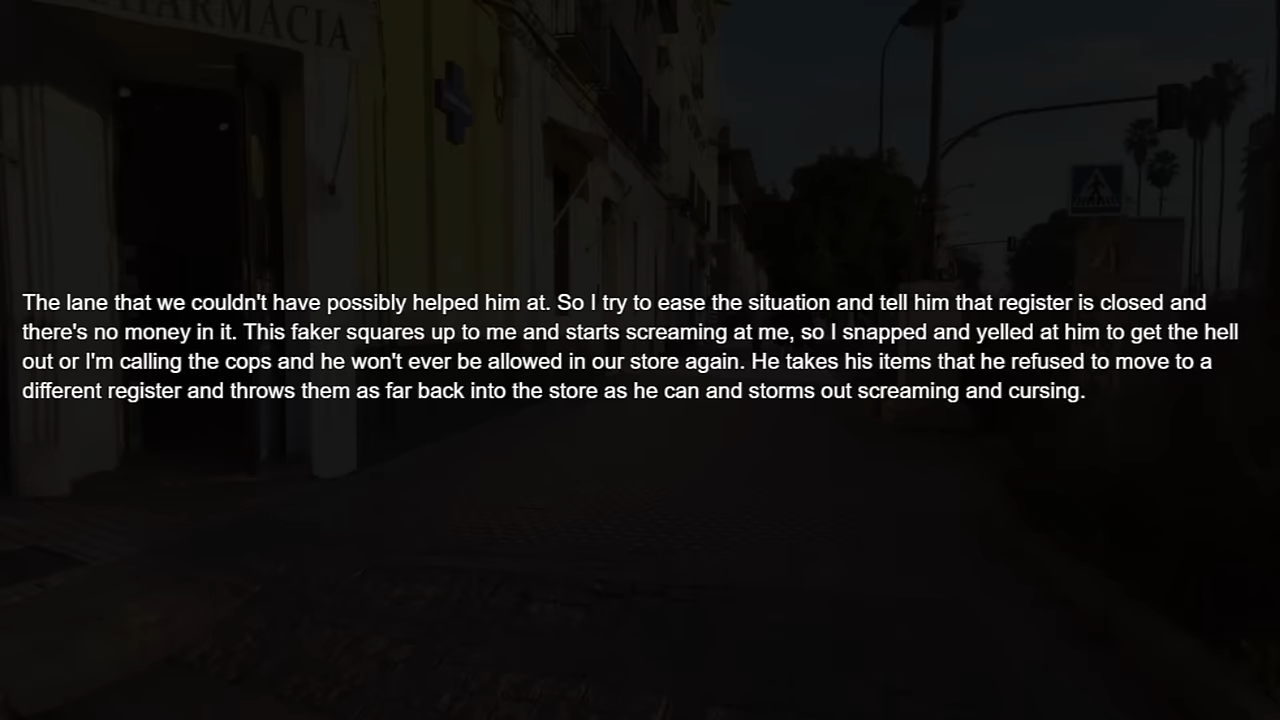 FARMACIA
The lane that we couldn't have possibly helped him at. So I try to ease the situation and tell him that register is closed and
there's no money in it. This faker squares up to me and starts screaming at me, so I snapped and yelled at him to get the hell
out or I'm calling the cops and he won't ever be allowed in our store again. He takes his items that he refused to move to a
different register and throws them as far back into the store as he can and storms out screaming and cursing.